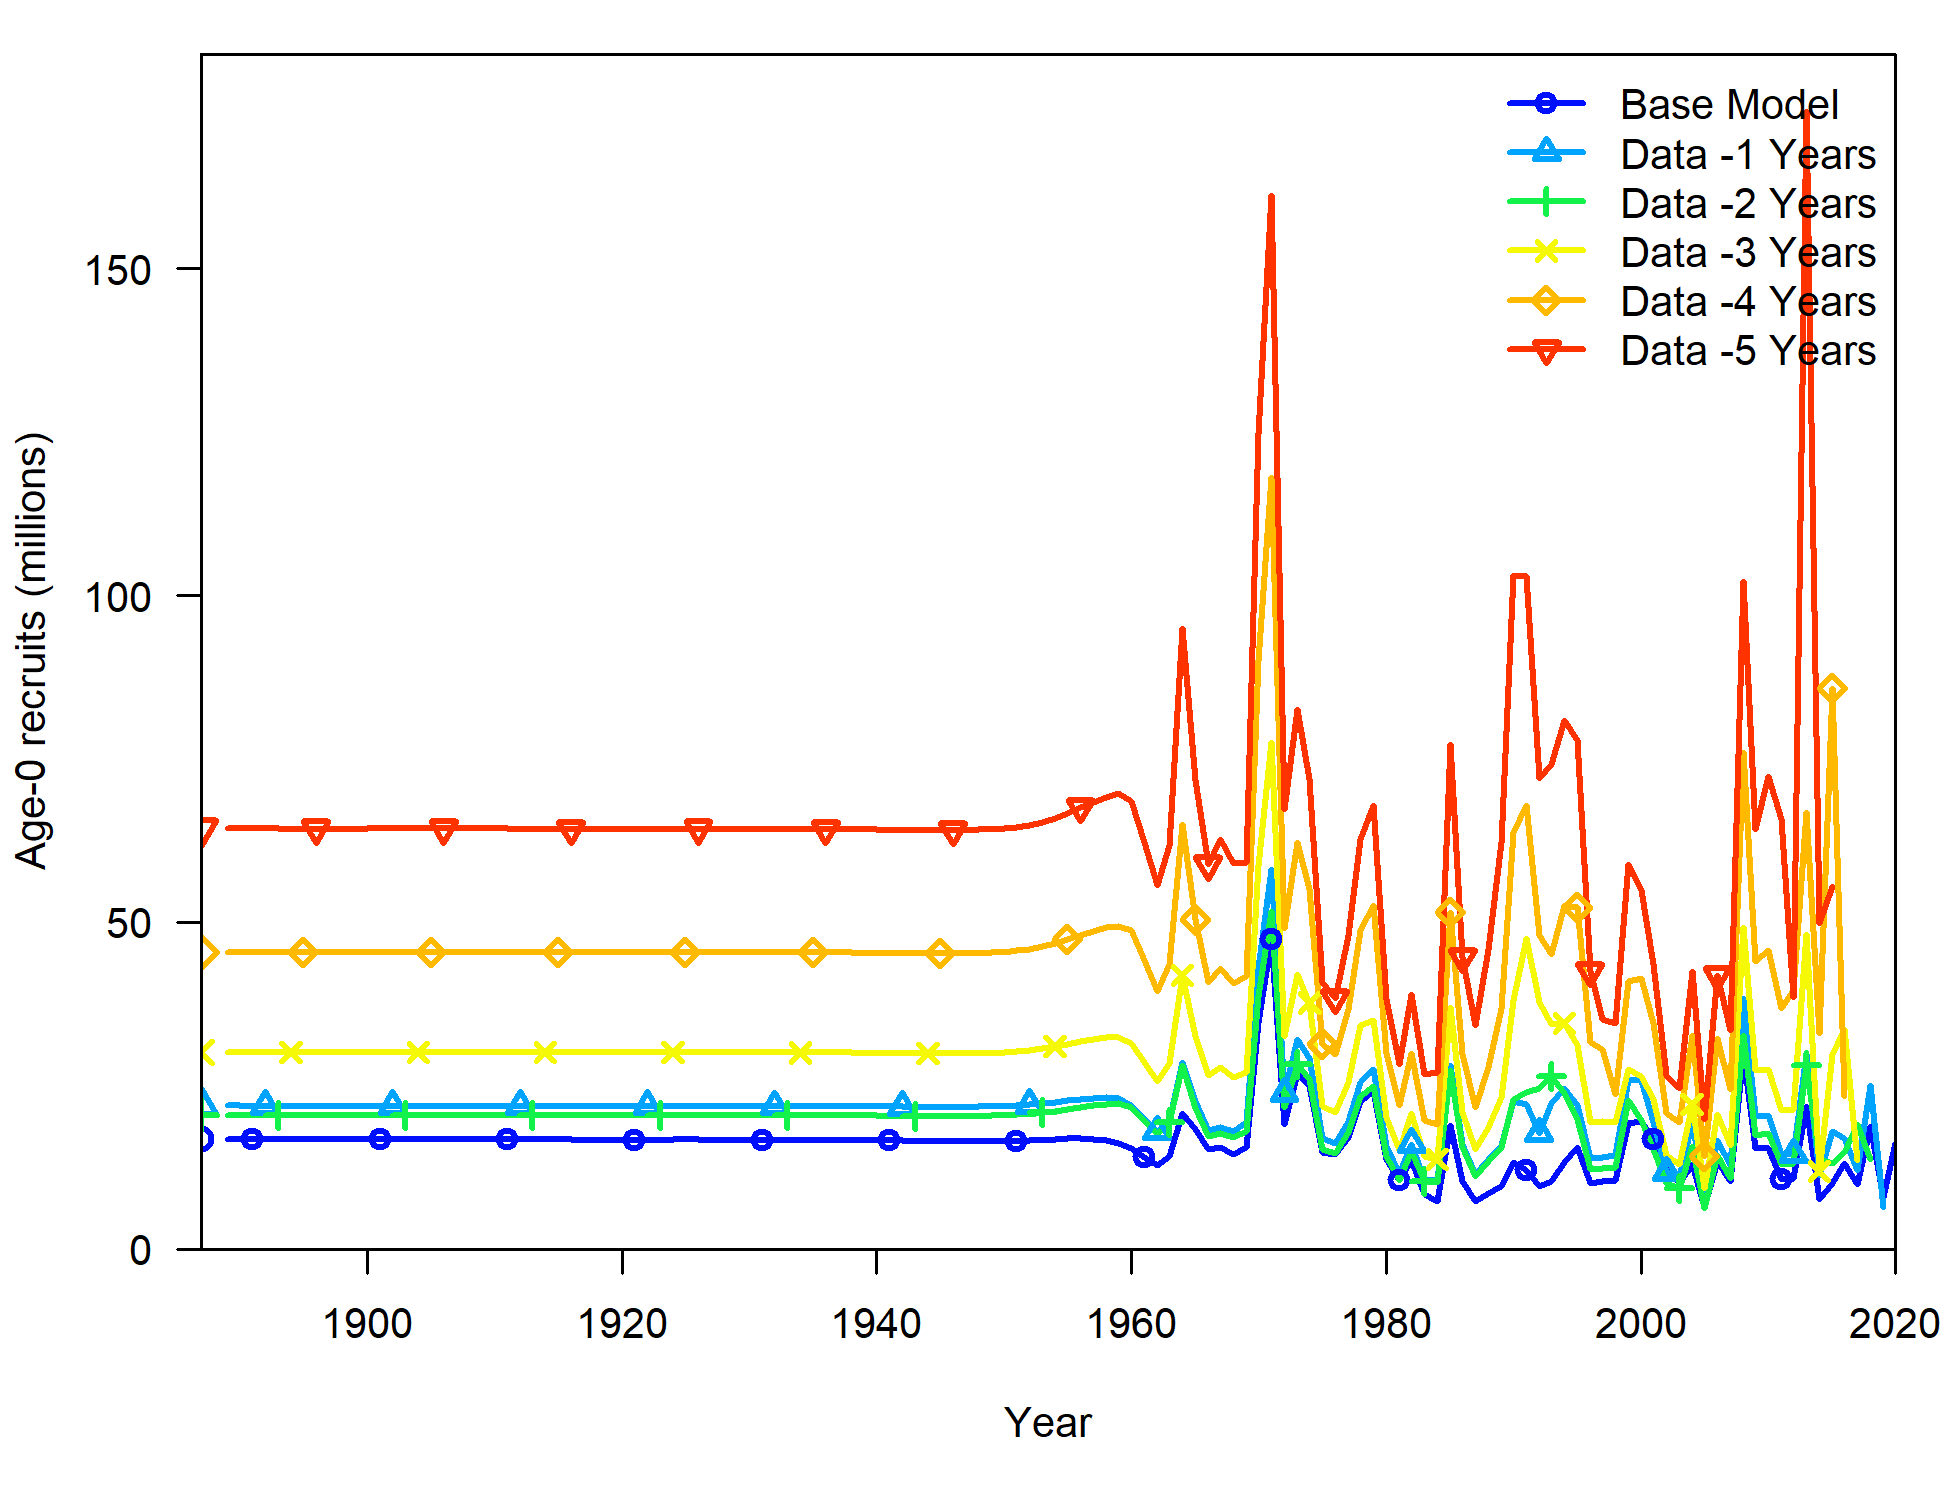 Base Model
Data -1 Years
Data -2 Years
Data -3 Years
Data -4 Years
Data -5 Years
150
100
50
0
Age-0 recruits (millions)
1900 1920 1940 1960 1980 2000 2020
Year